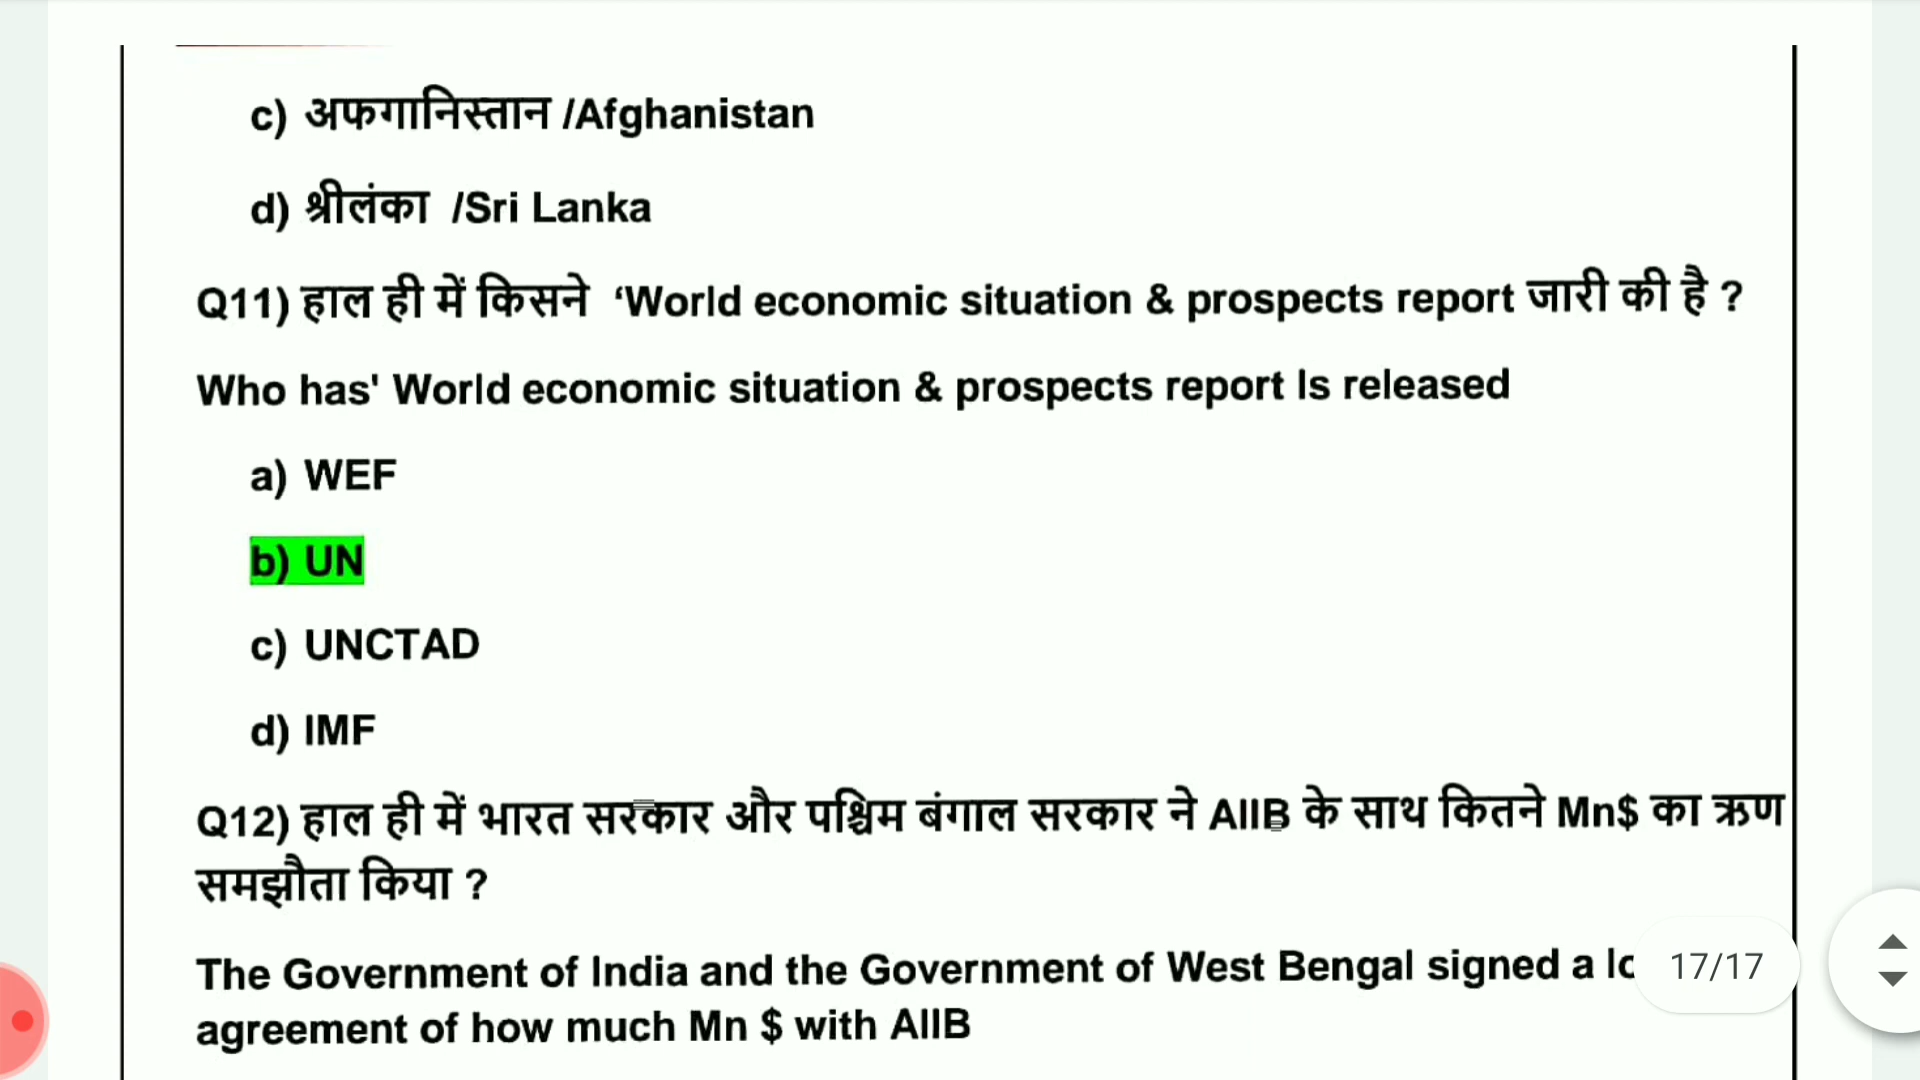 c) अफगानिस्तान /Afghanistan
d) श्रीलंका /Sri Lanka
Q11) हाल ही में किसने ‘World economic situation & prospects report जारी की है ?
Who has' World economic situation & prospects report Is released
a) WEF
b) UN
c) UNCTAD
d) IMF
Q12) हाल ही में भारत सरकार और पश्चिम बंगाल सरकार ने AIIB के साथ कितने Mn$ का ऋण
समझौता किया ?
The Government of India and the Government of West Bengal signed a
17/17
agreement of how much Mn $ with AIIB